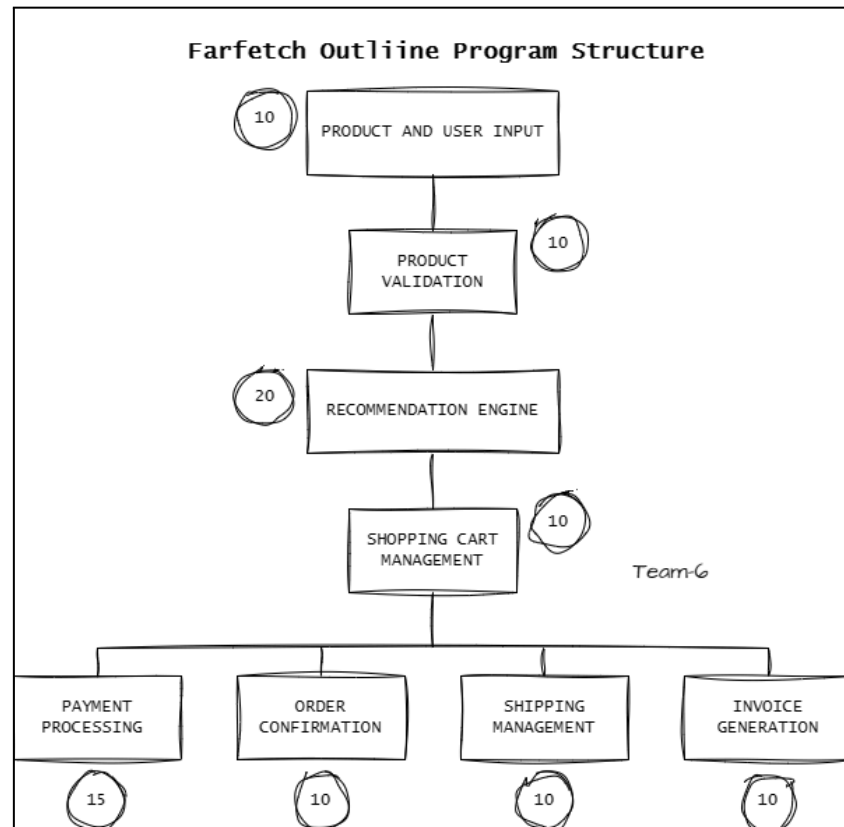 Farfetch Outliine Program Structure
10
PRODUCT AND USER INPUT
10
PRODUCT
VALIDATION
20
RECOMMENDATION ENGINE
10
SHOPPING CART
MANAGEMENT
Team-6
PAYMENT
PROCESSING
ORDER
CONFIRMATION
SHIPPING
MANAGEMENT
INVOICE
GENERATION
15
10
10
10